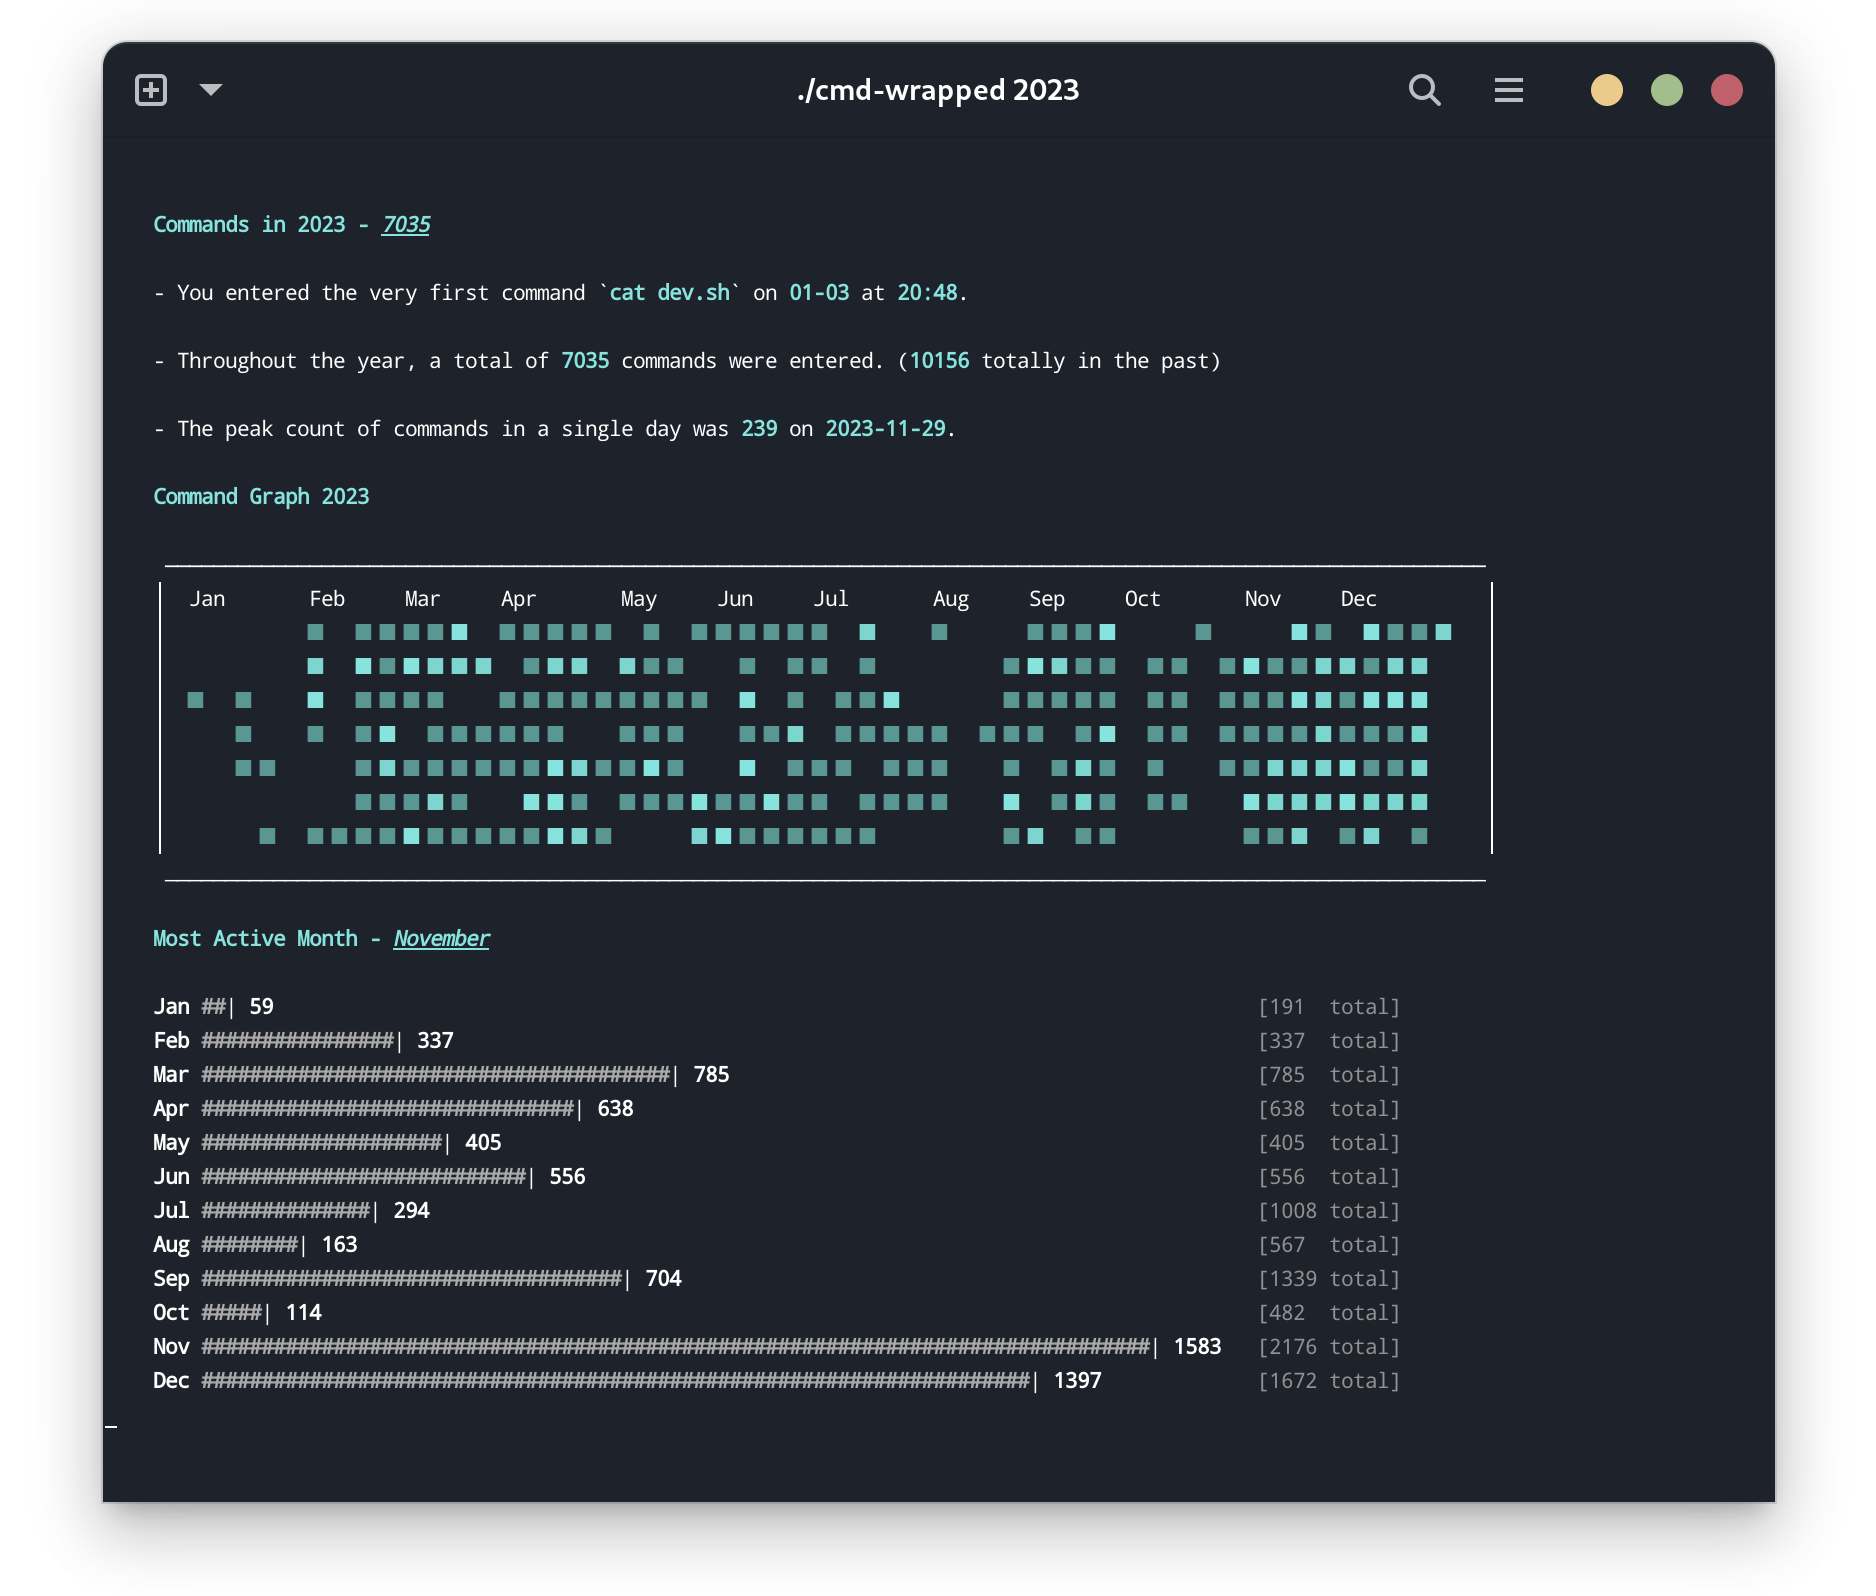 ./cmd-wrapped 2023
Commands in 2023 - 7035
- You entered the very first command `cat dev.sh` on 01-03 at 20:48.
- Throughout the year, a total of 7035 commands were entered. (10156 totally in the past)
- The peak count of commands in a single day was 239 on 2023-11-29.
Command Graph 2023
Jan Feb Mar Apr May Jun Jul Aug Sep Oct Nov Dec
Most Active Month - November
Jan ##| 59 [191 total]
Feb ################| 337 [337 total]
Mar #######################################| 785 [785 total]
Apr ###############################| 638 [638 total]
May ####################| 405 [405 total]
Jun ###########################| 556 [556 total]
Jul ##############| 294 [1008 total]
Aug ########| 163 [567 total]
Sep ###################################| 704 [1339 total]
Oct #####| 114 [482 total]
Nov ###############################################################################| 1583 [2176 total]
Dec #####################################################################| 1397 [1672 total]